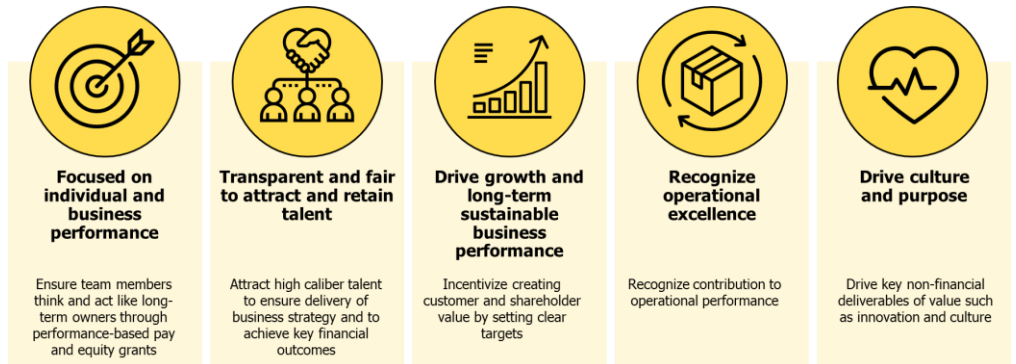 Focused on
individual and
business
performance
Ensure team members
think and act like long-
term owners through
performance-based pay
and equity grants
Transparent and fair
to attract and retain
talent
Attract high caliber talent
to ensure delivery of
business strategy and to
achieve key financial
outcomes
Drive growth and
long-term
sustainable
business
performance
Incentivize creating
customer and shareholder
value by setting clear
targets
Recognize
operational
excellence
Recognize contribution to
operational performance
Drive culture
and purpose
Drive key non-financial
deliverables of value such
as innovation and culture